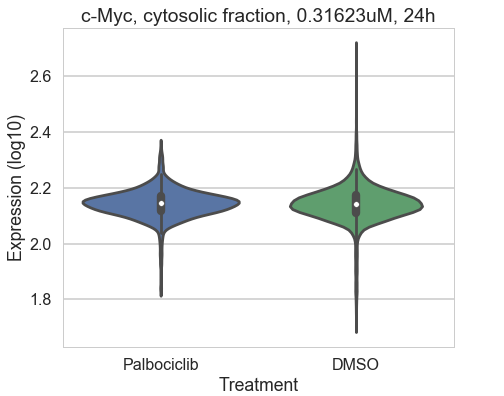 c-Myc, cytosolic fraction, 0.31623uM, 24h
Expression (log10)
2.6
2.4
2.2
2.0
1.8
Palbociclib DMSO
Treatment